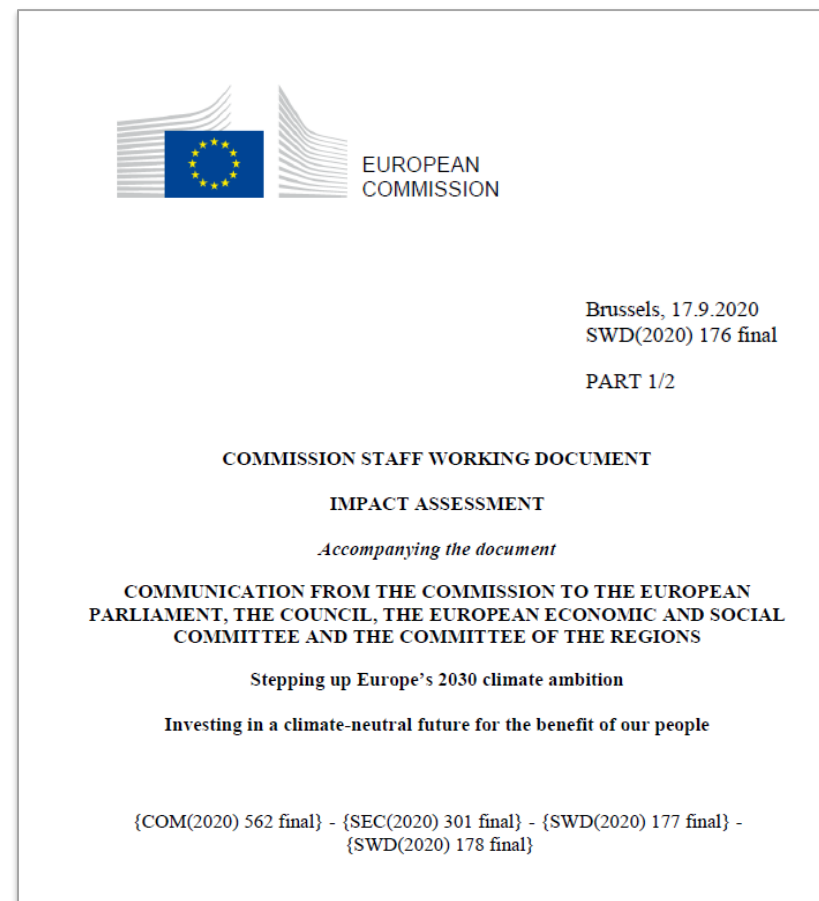 EUROPEAN
COMMISSION
Brussels, 17.9.2020
SWD(2020) 176 final
PART 1/2
COMMISSION STAFF WORKING DOCUMENT
IMPACT ASSESSMENT
Accompanying the document
COMMUNICATION FROM THE COMMISSION TO THE EUROPEAN
PARLIAMENT, THE COUNCIL, THE EUROPEAN ECONOMIC AND SOCIAL
COMMITTEE AND THE COMMITTEE OF THE REGIONS
Stepping up Europe's 2030 climate ambition
Investing in a climate-neutral future for the benefit of our people
{COM(2020) 562 final} - {SEC(2020) 301 final} - {SWD(2020) 177 final} -
{SWD(2020) 178 final}